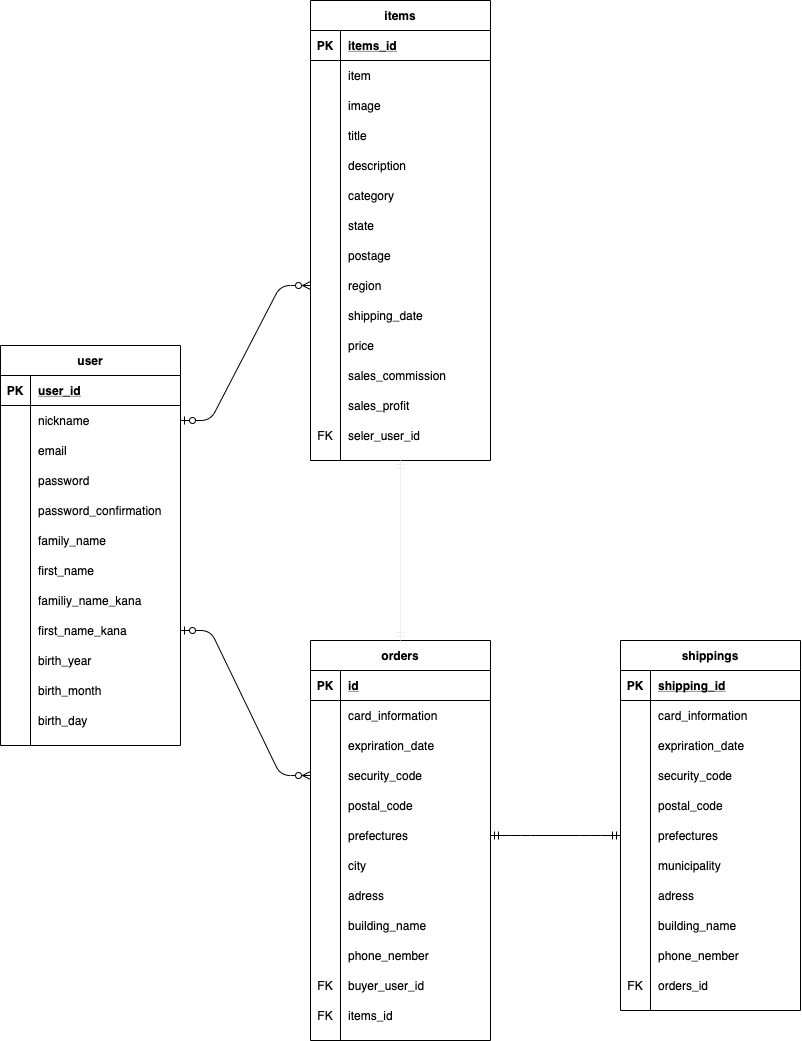 items
PK items_id
item
image
title
description
category
state
postage
region
shipping_date
price
sales_commission
sales_profit
FK seler_user_id
user
PK user_id
nickname
email
password
password_confirmation
family_name
first_name
familiy_name_kana
first_name_kana
birth_year
birth_month
birth_day
orders
PK id
card_information
expriration_date
security_code
postal_code
prefectures
city
adress
building_name
phone_nember
FK buyer_user_id
FK items_id
shippings
PK shipping_id
card_information
expriration_date
security_code
postal_code
prefectures
municipality
adress
building_name
phone_nember
FK orders_id